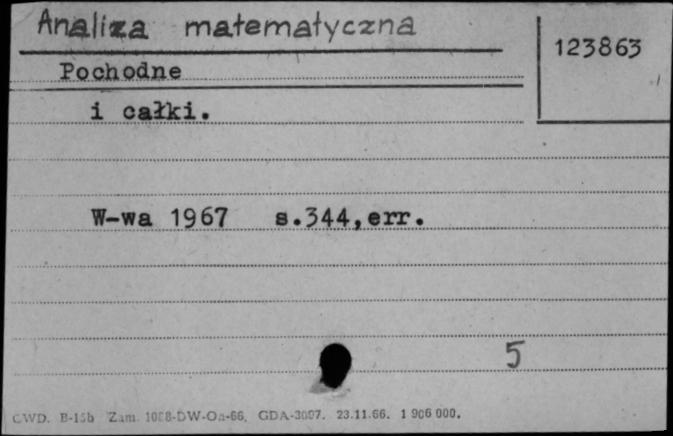 Analiza matematyczna
123863
Pochodne
i całki.
W-wa 1967 s.344,err.
5
CWD. B-15b Zam. DW-Oa-66, GDA-3007. 23.11.66. 1 906 000.